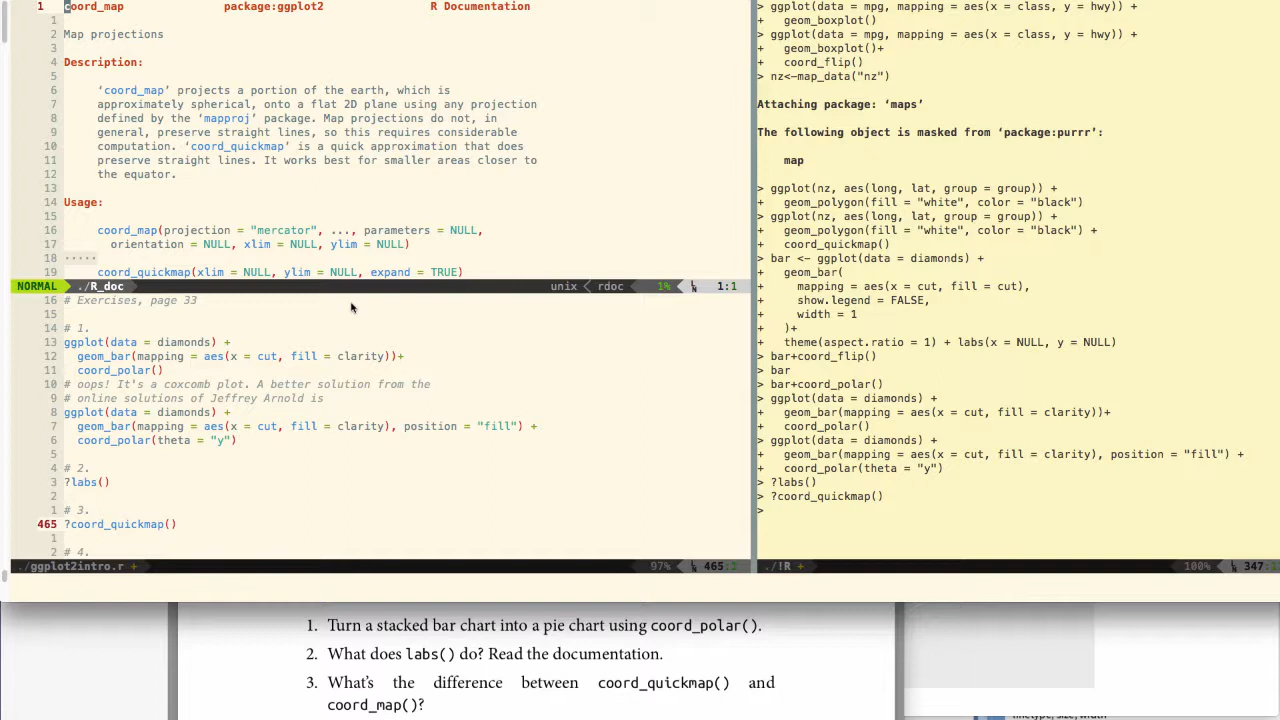 1 coord_map package:ggplot2 R Documentation
1
2 Map projections
3
4 Description:
5
6 ‘coord_map’ projects a portion of the earth, which is
7 approximately spherical, onto a flat 2D plane using any projection
8 defined by the ‘mapproj’ package. Map projections do not, in
9 general, preserve straight lines, so this requires considerable
10 computation. ‘coord_quickmap’ is a quick approximation that does
11 preserve straight lines. It works best for smaller areas closer to
12 the equator.
13
14 Usage:
15
16 coord_map(projection = "mercator", ..., parameters = NULL,
17 orientation = NULL, xlim = NULL, ylim = NULL)
18 ·····
19 coord_quickmap(xlim = NULL, ylim = NULL, expand = TRUE)
NORMAL ./R_doc unix rdoc 1% 1:1
16 # Exercises, page 33
15
14 # 1.
13 ggplot(data = diamonds) +
12 geom_bar(mapping = aes(x = cut, fill = clarity))+
11 coord_polar()
10 # oops! It's a coxcomb plot. A better solution from the
9 # online solutions of Jeffrey Arnold is
8 ggplot(data = diamonds) +
7 geom_bar(mapping = aes(x = cut, fill = clarity), position = "fill") +
6 coord_polar(theta = "y")
5
4 # 2.
3 ?labs()
2
1 # 3.
465 ?coord_quickmap()
1
2 # 4.
./ggplot2intro.r + 97% 465:
> ggplot(data = mpg, mapping = aes(x = class, y = hwy)) +
+ geom_boxplot()
> ggplot(data = mpg, mapping = aes(x = class, y = hwy)) +
+ geom_boxplot()+
+ coord_flip()
> nz<-map_data("nz")
Attaching package: ‘maps’
The following object is masked from ‘package:purrr’:
map
> ggplot(nz, aes(long, lat, group = group)) +
+ geom_polygon(fill = "white", color = "black")
> ggplot(nz, aes(long, lat, group = group)) +
+ geom_polygon(fill = "white", color = "black") +
+ coord_quickmap()
> bar <- ggplot(data = diamonds) +
+ geom_bar(
+ mapping = aes(x = cut, fill = cut),
+ show.legend = FALSE,
+ width = 1
+ )+
+ theme(aspect.ratio = 1) + labs(x = NULL, y = NULL)
> bar+coord_flip()
> bar
> bar+coord_polar()
> ggplot(data = diamonds) +
+ geom_bar(mapping = aes(x = cut, fill = clarity))+
+ coord_polar()
> ggplot(data = diamonds) +
+ geom_bar(mapping = aes(x = cut, fill = clarity), position = "fill") +
+ coord_polar(theta = "y")
> ?labs()
> ?coord_quickmap()
>
./!R + 100% 347:
1. Turn a stacked bar chart into a pie chart using coord_polar().
2. What does labs() do? Read the documentation.
3. What’s the difference between coord_quickmap() and
coord_map()?
linetype, size, width